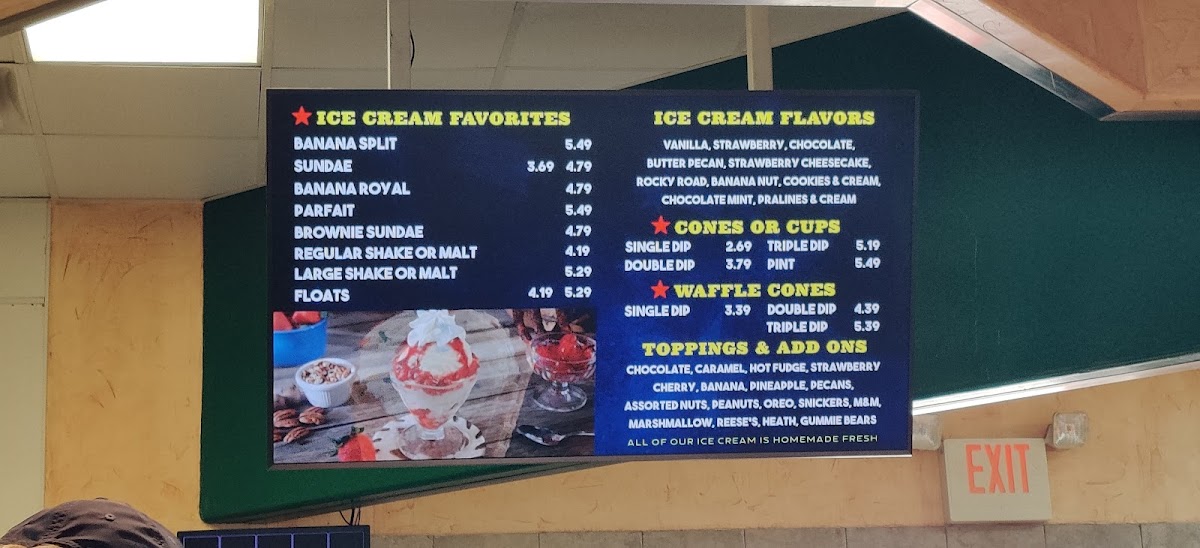 ICE CREAM FAVORITES
BANANA SPLIT 5.49
SUNDAE 3.69 4.79
BANANA ROYAL 4.79
PARFAIT 5.49
BROWNIE SUNDAE 4.79
REGULAR SHAKE OR MALT 4.19
LARGE SHAKE OR MALT 5.29
FLOATS 4.19 5.29
ICE CREAM FLAVORS
VANILLA, STRAWBERRY, CHOCOLATE,
BUTTER PECAN, STRAWBERRY CHEESECAKE,
ROCKY ROAD, BANANA NUT, COOKIES & CREAM,
CHOCOLATE MINT, PRALINES & CREAM
CONES OR CUPS
SINGLE DIP 2.69 TRIPLE DIP 5.19
DOUBLE DIP 3.79 PINT 5.49
WAFFLE CONES
SINGLE DIP 3.39 DOUBLE DIP 4.39
TRIPLE DIP 5.39
TOPPINGS & ADD ONS
CHOCOLATE, CARAMEL, HOT FUDGE, STRAWBERRY
CHERRY, BANANA, PINEAPPLE, PECANS,
ASSORTED NUTS, PEANUTS, OREO, SNICKERS, M&M,
MARSHMALLOW, REESE'S, HEATH, GUMMIE BEARS
ALL OF OUR ICE CREAM IS HOMEMADE FRESH
EXIT